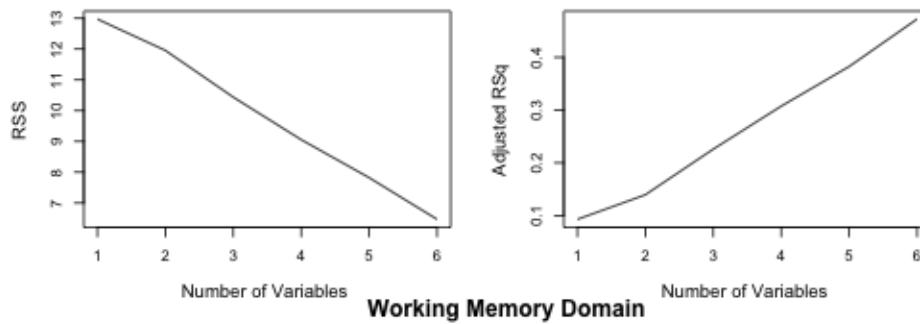 13
12
11
10
9
8
7
RSS
1 2 3 4 5 6
Number of Variables
0.4
0.3
0.2
0.1
Adjusted RSq
1 2 3 4 5 6
Number of Variables
Working Memory Domain